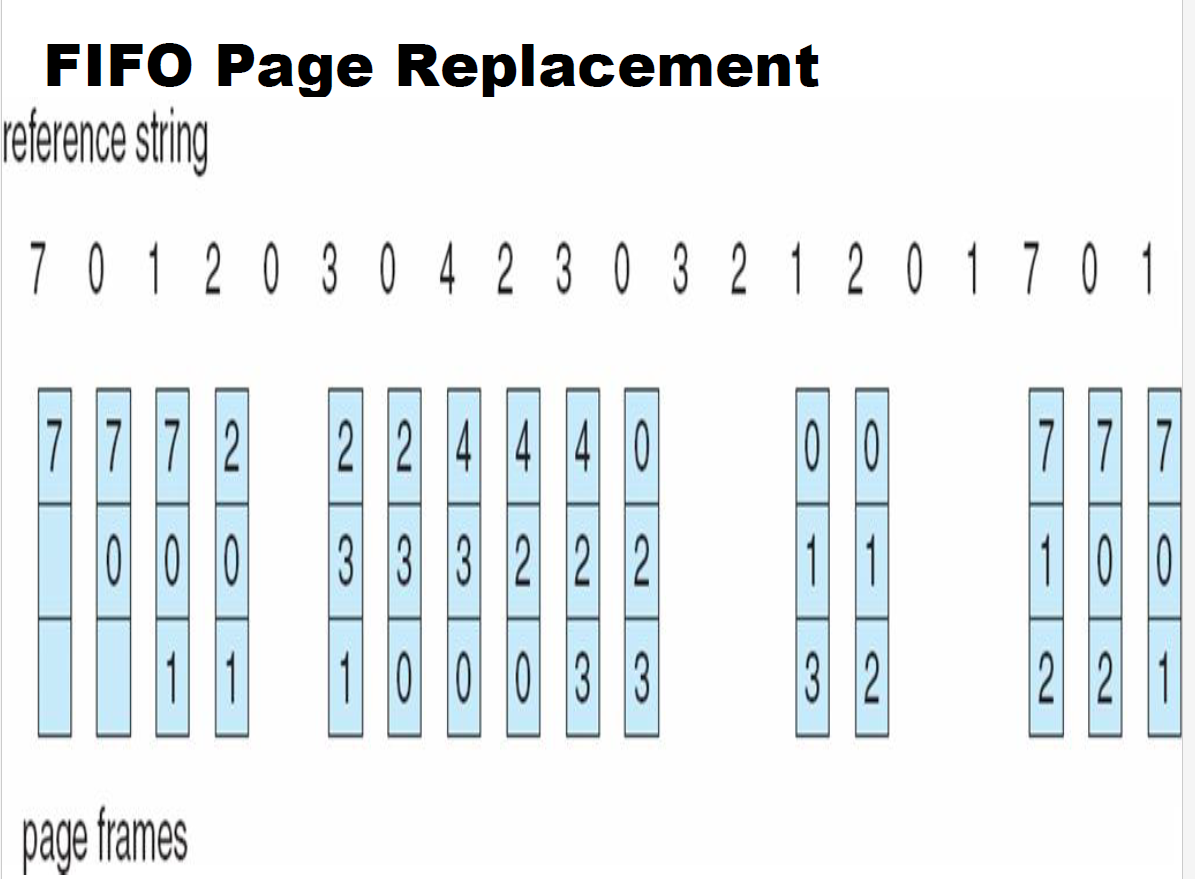 FIFO Page Replacement
reference string
7 0 1 2 0 3 0 4 2 3 0 3 2 1 2 0 1 7 0 1
7 7 7 2 2 2 4 4 4 0 0 0 7 7 7
0 0 0 3 3 3 2 2 2 1 1 1 0 0
1 1 1 0 0 0 3 3 3 2 2 2 1
page frames